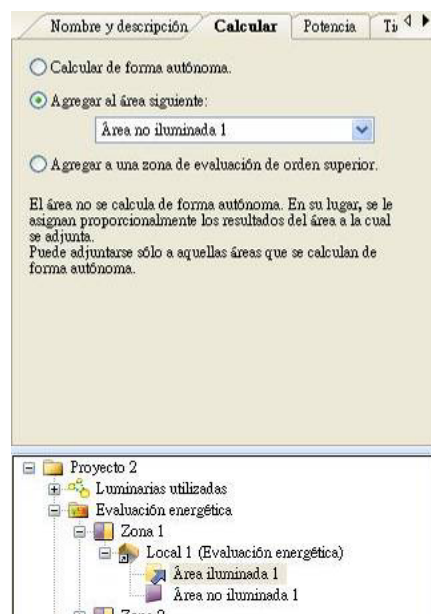 Nombre y descripción Calcular Potencia
Calcular de forma autónoma.
Agregar al área siguiente:
Área no iluminada 1
Agregar a una zona de evaluación de orden superior.
El área no se calcula de forma autónoma. En su lugar, se le
asignan proporcionalmente los resultados del área a la cual
se adjunta.
Puede adjuntarse sólo a aquellas áreas que se calculan de
forma autónoma.
Proyecto 2
Luminarias utilizadas
Evaluación energética
Zona 1
Local 1 (Evaluación energética)
Área iluminada 1
Área no iluminada 1